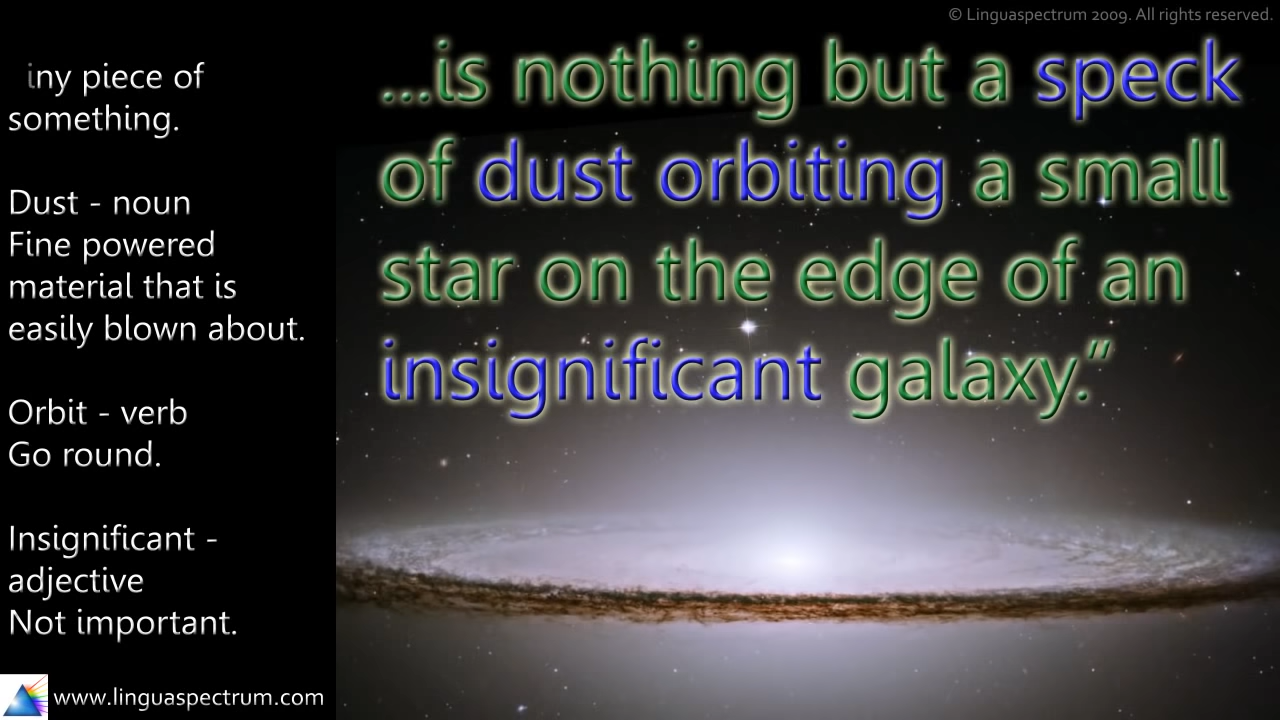 © Linguaspectrum 2009. All rights reserved.
iny piece of
something.
Dust - noun
Fine powered
material that is
easily blown about.
Orbit - verb
Go round.
Insignificant -
adjective
Not important.
www.linguaspectrum.com
...is nothing but a speck
of dust orbiting a small
star on the edge of an
insignificant galaxy.”